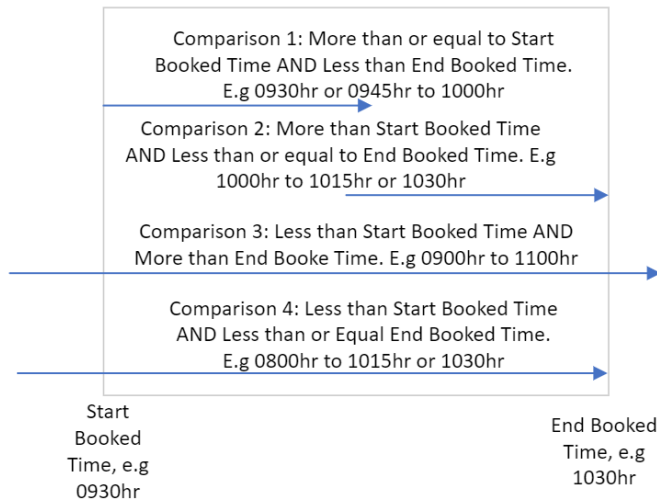 Comparison 1: More than or equal to Start
Booked Time AND Less than End Booked Time.
E.g 0930hr or 0945hr to 1000hr
Comparison 2: More than Start Booked Time
AND Less than or equal to End Booked Time. E.g
1000hr to 1015hr or 1030hr
Comparison 3: Less than Start Booked Time AND
More than End Booke Time. E.g 0900hr to 1100hr
Comparison 4: Less than Start Booked Time
AND Less than or Equal End Booked Time.
E.g 0800hr to 1015hr or 1030hr
Start
Booked
Time, e.g
0930hr
End Booked
Time, e.g
1030hr